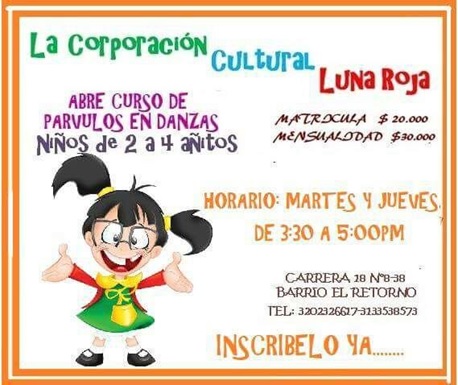 La Corporación
Cultural
Luna Roja
ABRE CURSO DE
PARVULOS EN DANZAS
Niños de 2 a 4 añitos
MATRICULA $ 20.000
MENSUALIDAD $30.000
HORARIO: MARTES Y JUEVES
DE 3:30 A 5:00PM
CARRERA 18 Nº8-38
BARRIO EL RETORNO
TEL: 3202326617-3133538573
INSCRIBELO YA........